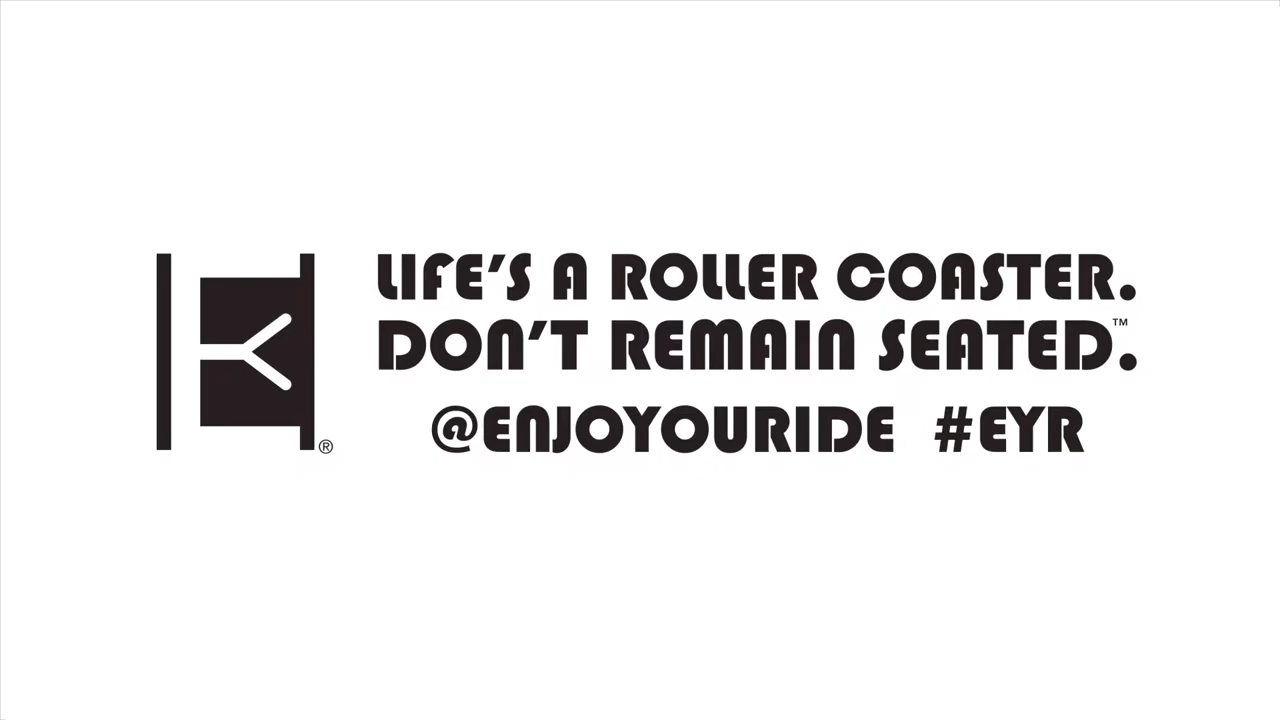 LIFE'S A ROLLER COASTER.
DON'T REMAIN SEATED.™
@ENJOYOURIDE #EYR
®